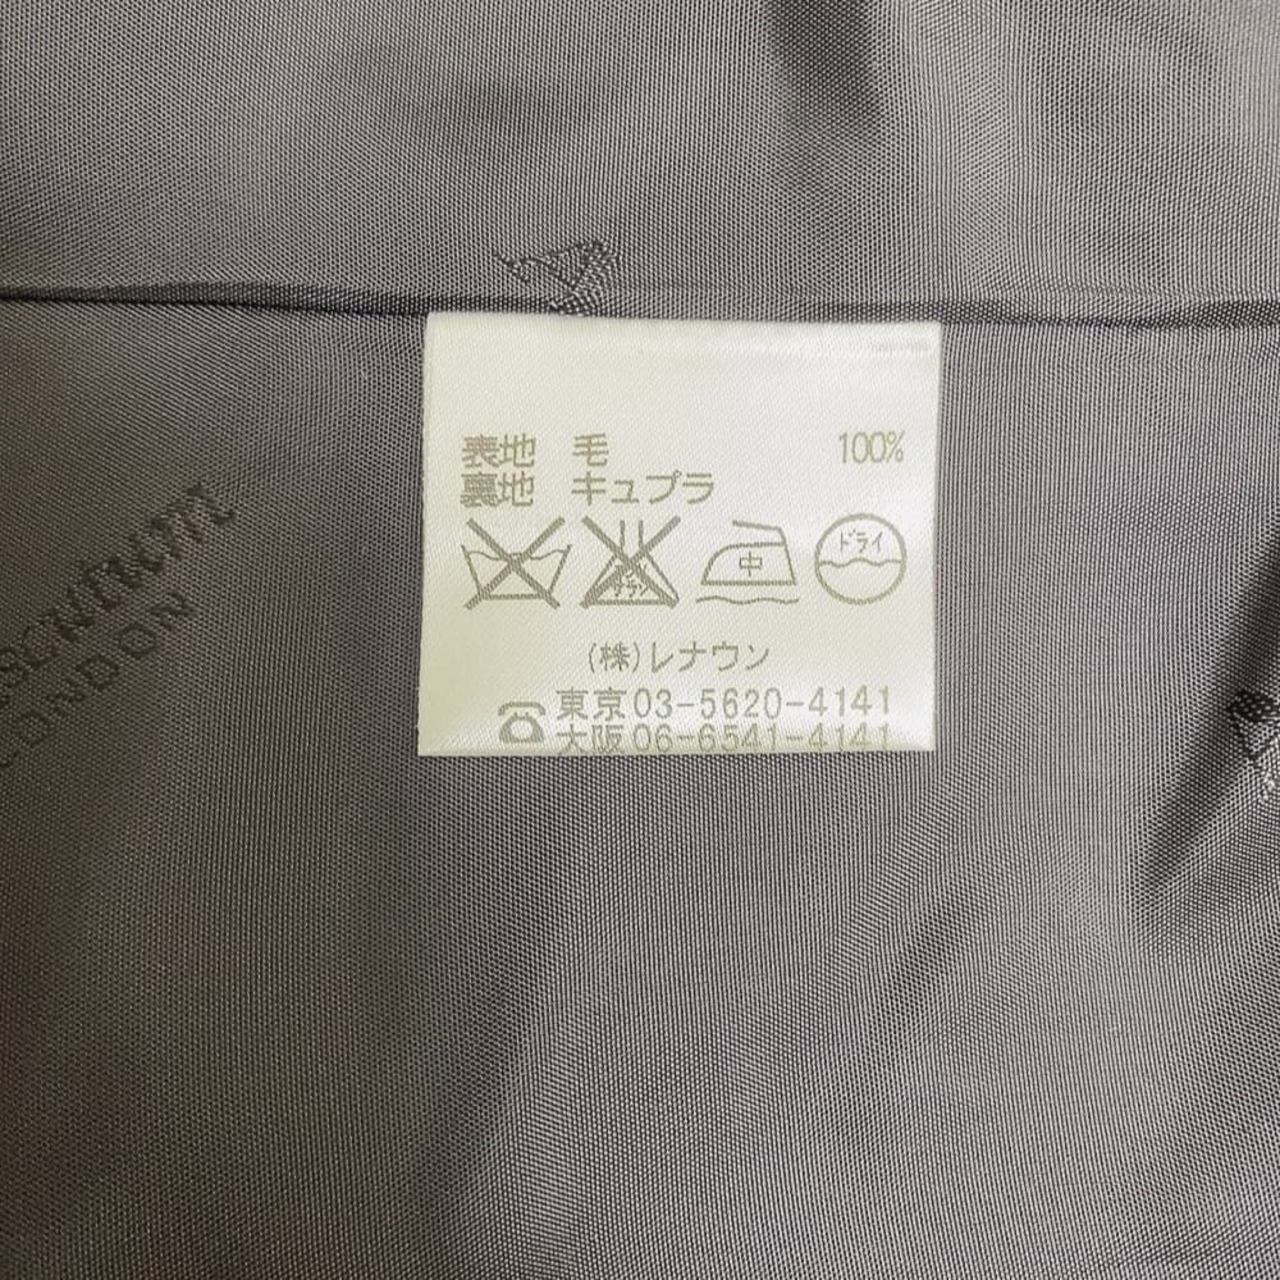 表地 毛 100%
裏地 キュプラ
中
ドライ
(株)レナウン
東京03-5620-4141
大阪06-6541-4141
LONDON